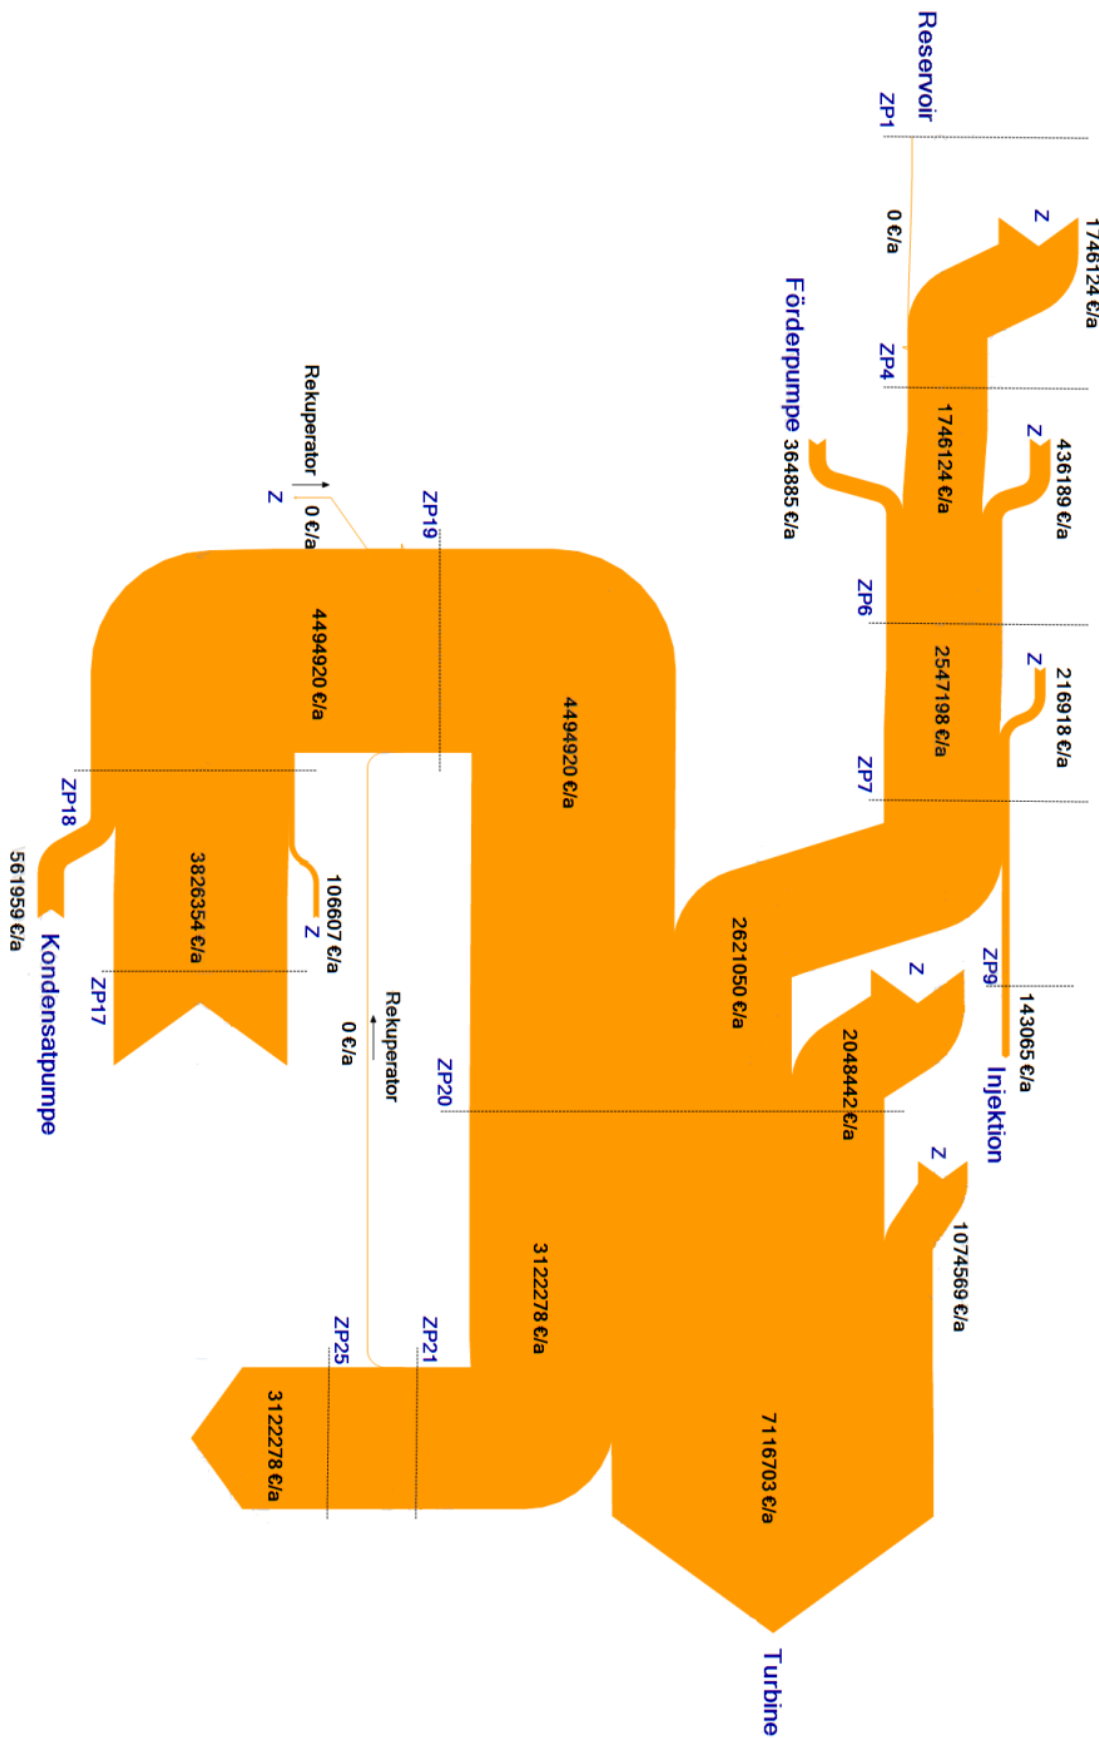 Reservoir
ZP1
0 €/a
Z
1746124 €/a
ZP4
1746124 €/a
Förderpumpe
364885 €/a
Z
436189 €/a
ZP6
2547198 €/a
Z
216918 €/a
ZP7
2621050 €/a
ZP9
143065 €/a
Injektion
Z
2048442 €/a
Z
1074569 €/a
7116703 €/a
Turbine
Rekuperator
Z
0 €/a
ZP19
4494920 €/a
4494920 €/a
ZP18
561959 €/a
Kondensatpumpe
3826354 €/a
106607 €/a
Z
ZP17
Rekuperator
0 €/a
ZP20
3122278 €/a
ZP21
ZP25
3122278 €/a